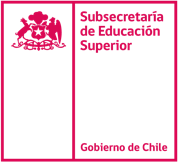 Subsecretaría
de Educación
Superior
Gobierno de Chile